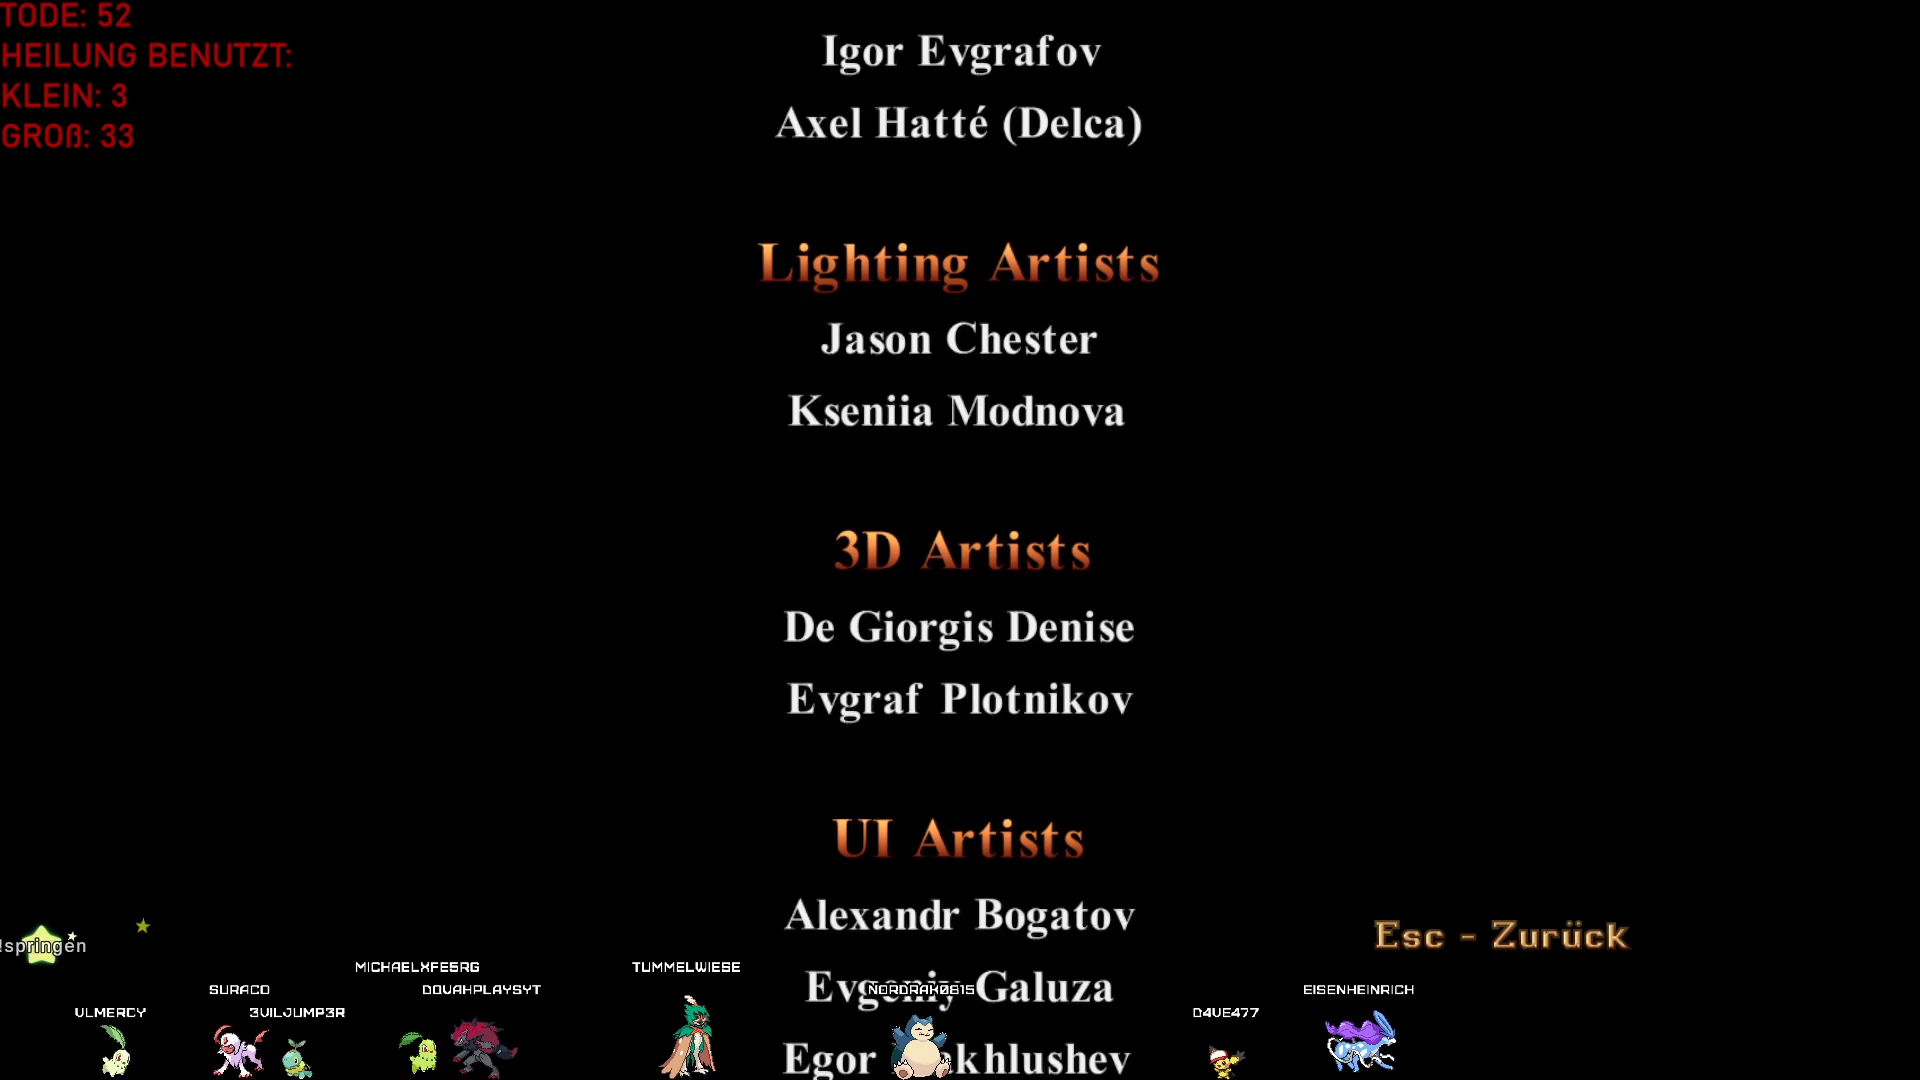 TODE: 52
HEILUNG BENUTZT:
KLEIN: 3
GROß: 33
Igor Evgrafov
Axel Hatté (Delca)
Lighting Artists
Jason Chester
Kseniia Modnova
3D Artists
De Giorgis Denise
Evgraf Plotnikov
UI Artists
Alexandr Bogatov
Esc - Zurück
!springen
MICHAELXFESRG
TUMMELWIESE
SURACO
DOVAHPLAYSYT
Evgeniy Galuza
NORDRAK0815
EISENHEINRICH
ULMERCY
3VILJUMP3R
D4VE477
Egor